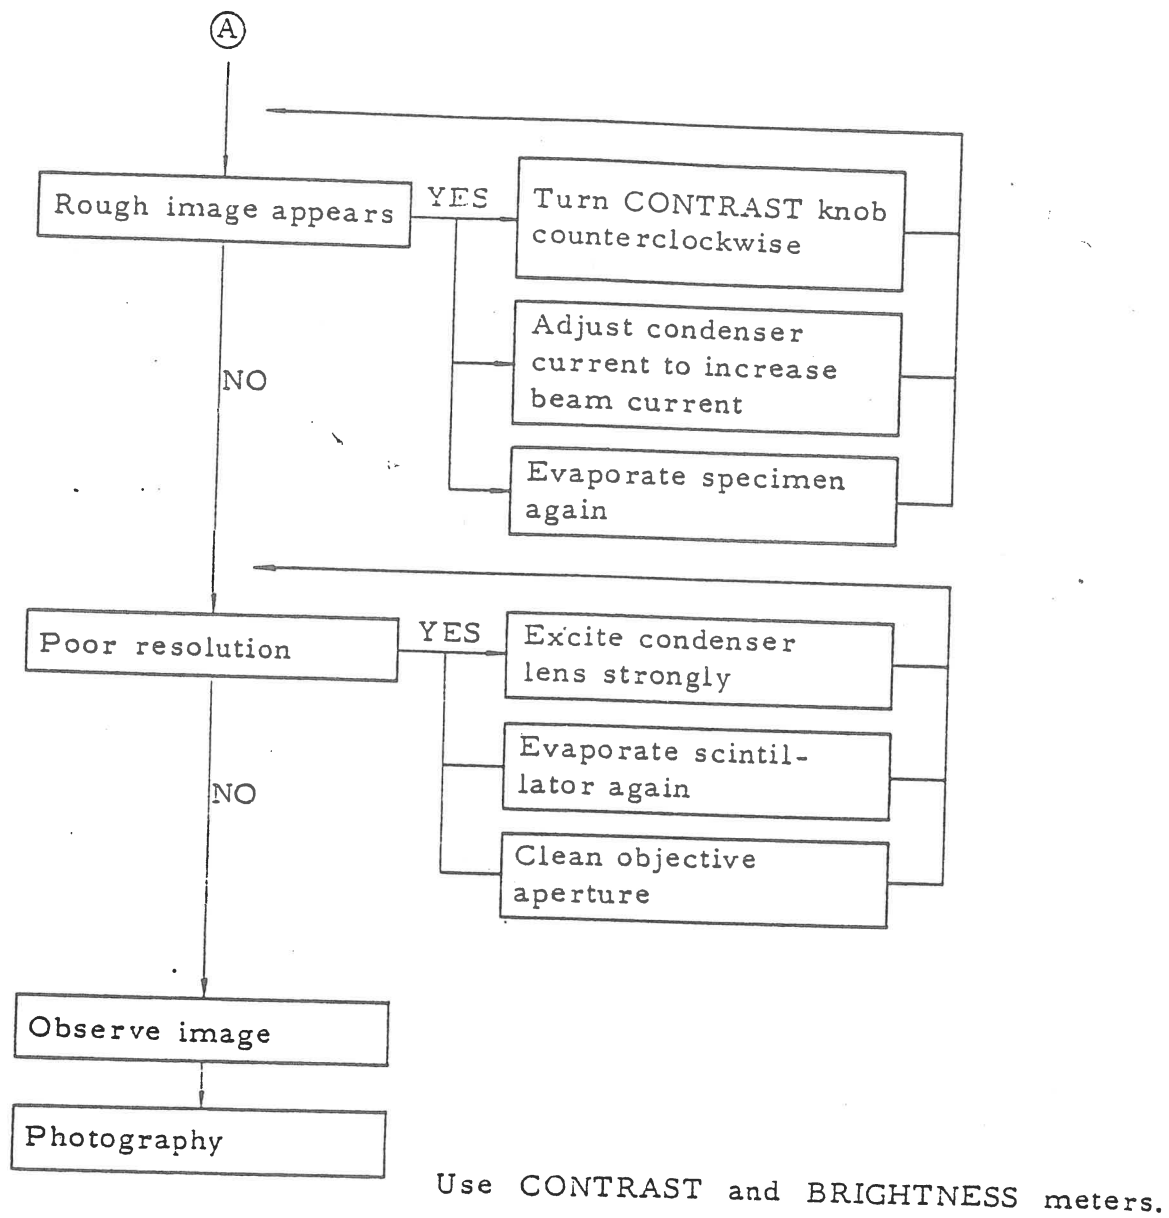 A
Rough image appears
YES
Turn CONTRAST knob
counterclockwise
Adjust condenser
current to increase
beam current
Evaporate specimen
again
NO
Poor resolution
YES
Excite condenser
lens strongly
Evaporate scintil-
lator again
Clean objective
aperture
NO
Observe image
Photography
Use CONTRAST and BRIGHTNESS meters.